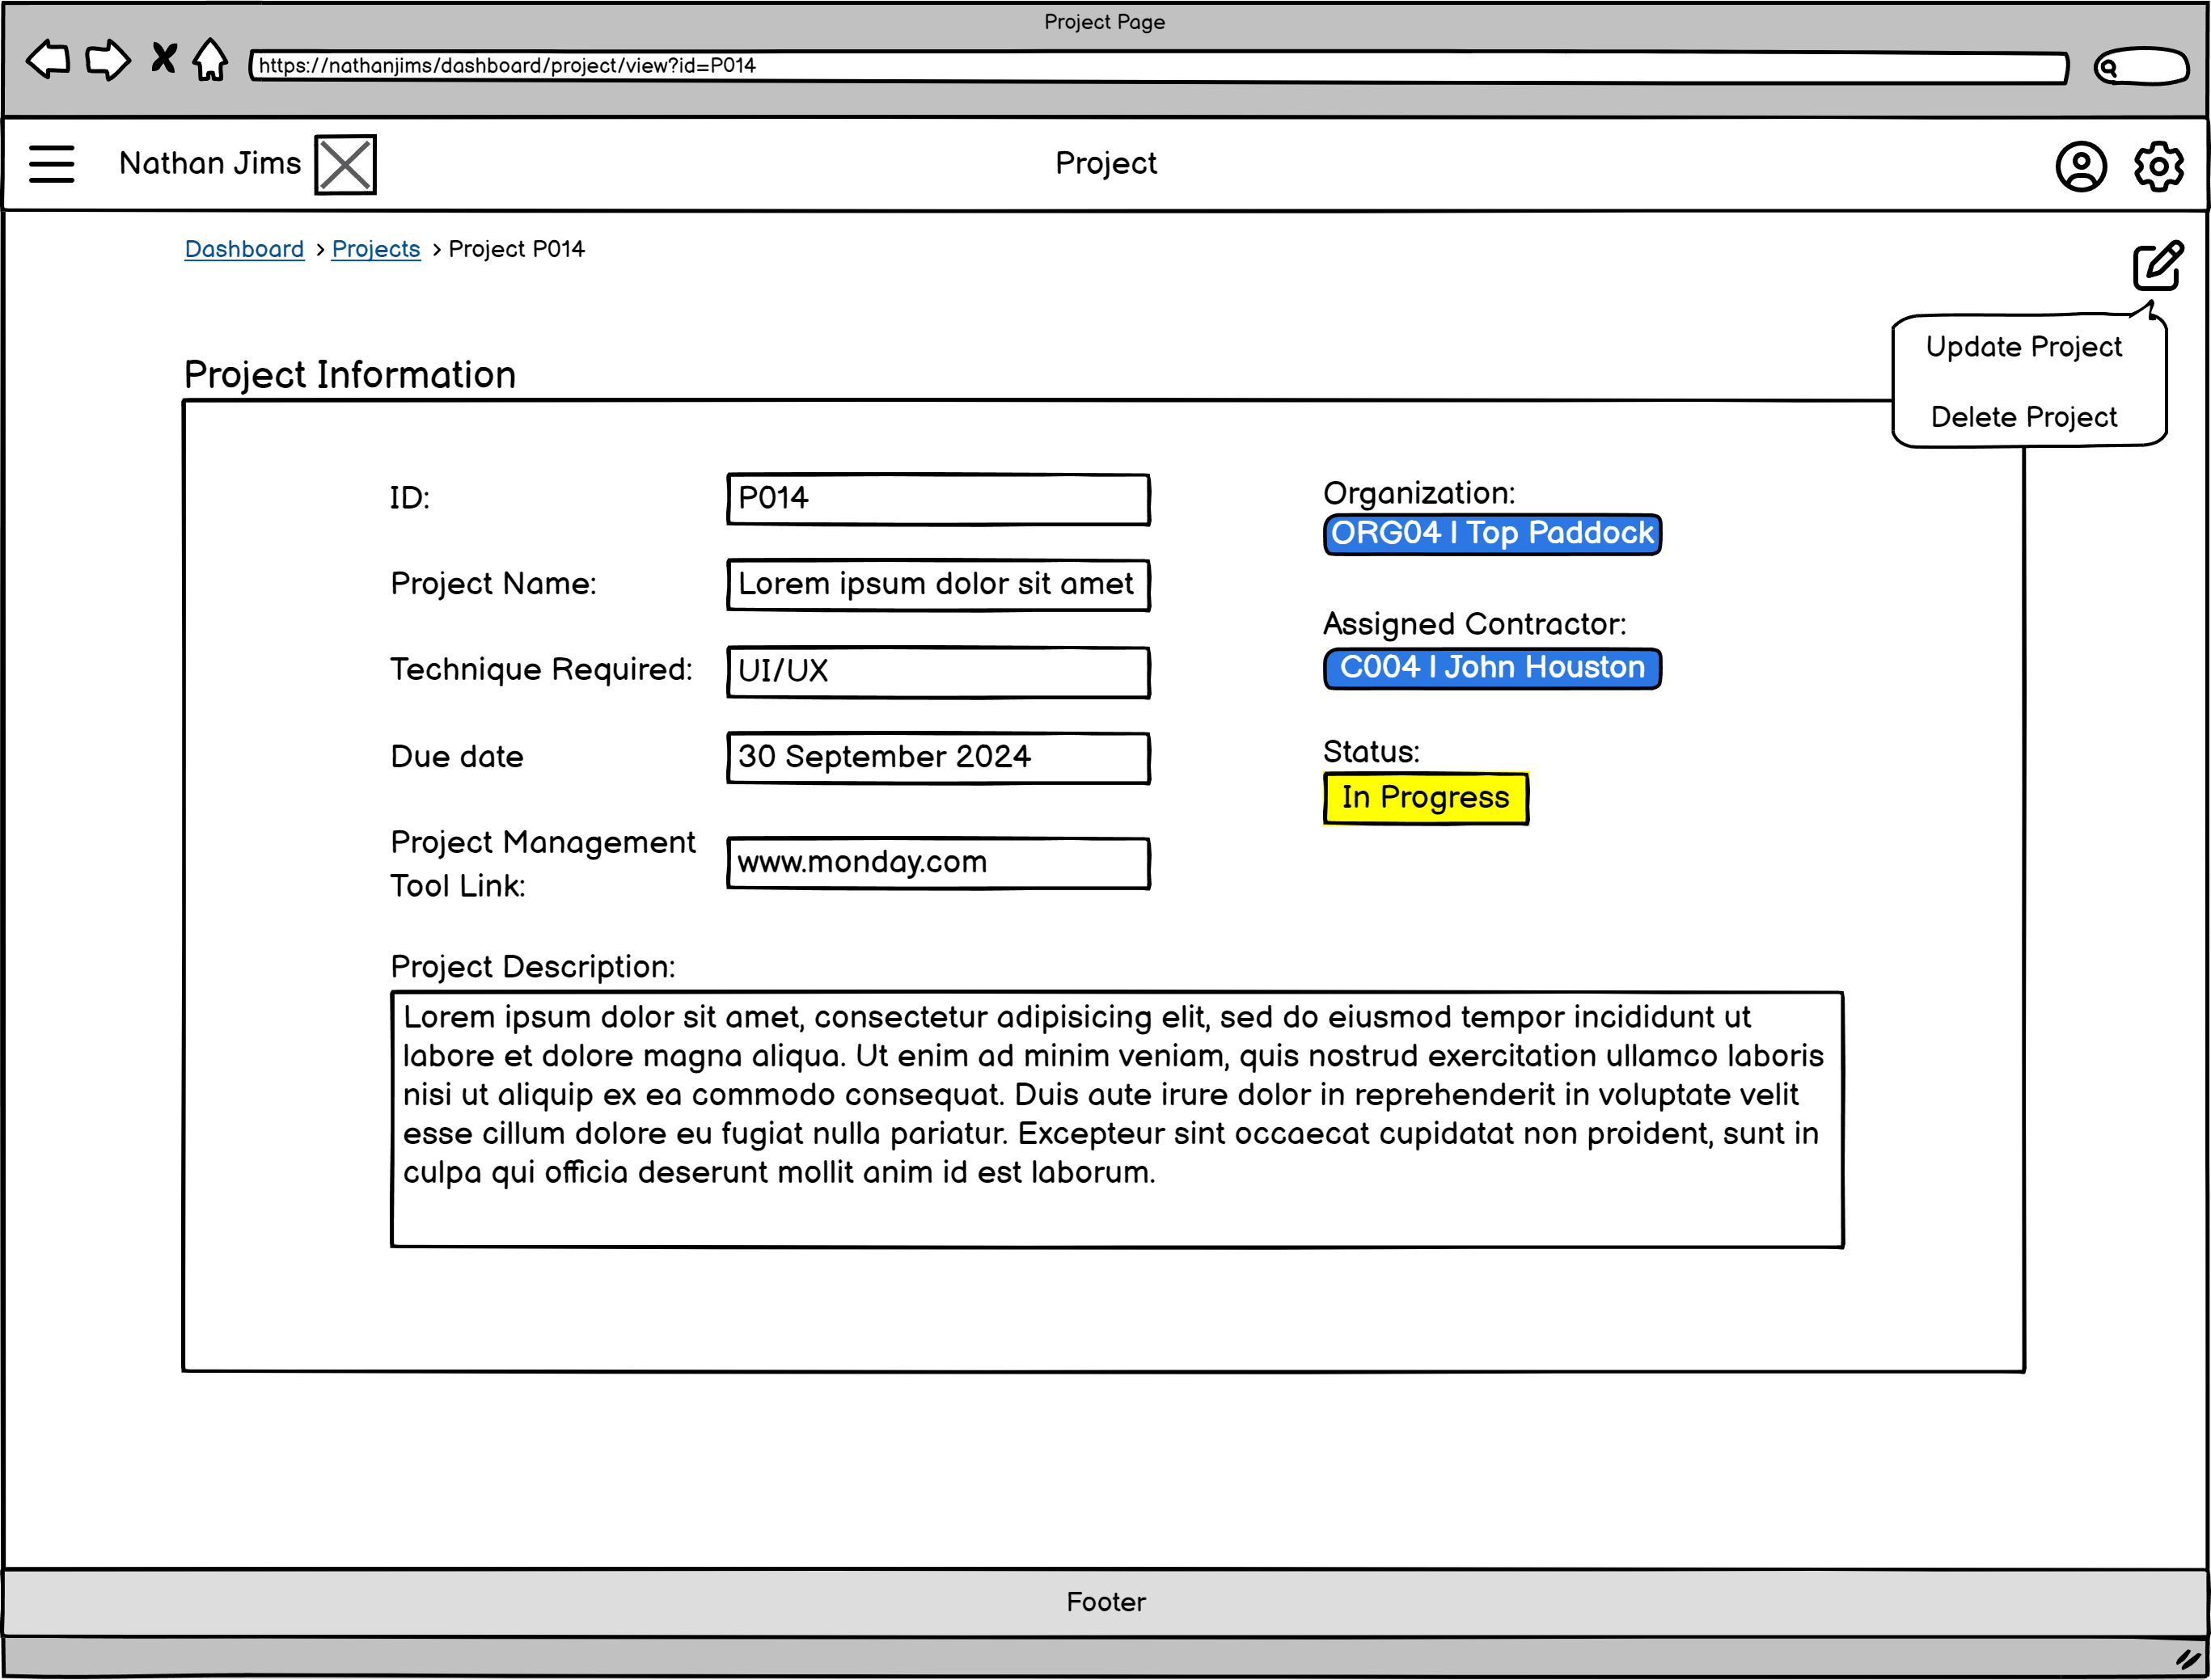 Project Page
https://nathanjims/dashboard/project/view?id=P014
Nathan Jims
Project
Dashboard > Projects > Project P014
Update Project
Delete Project
Project Information
ID:
P014
Project Name:
Lorem ipsum dolor sit amet
Technique Required:
UI/UX
Due date
30 September 2024
Project Management
Tool Link:
www.monday.com
Organization:
ORG04 | Top Paddock
Assigned Contractor:
C004 | John Houston
Status:
In Progress
Project Description:
Lorem ipsum dolor sit amet, consectetur adipisicing elit, sed do eiusmod tempor incididunt ut
labore et dolore magna aliqua. Ut enim ad minim veniam, quis nostrud exercitation ullamco laboris
nisi ut aliquip ex ea commodo consequat. Duis aute irure dolor in reprehenderit in voluptate velit
esse cillum dolore eu fugiat nulla pariatur. Excepteur sint occaecat cupidatat non proident, sunt in
culpa qui officia deserunt mollit anim id est laborum.
Footer